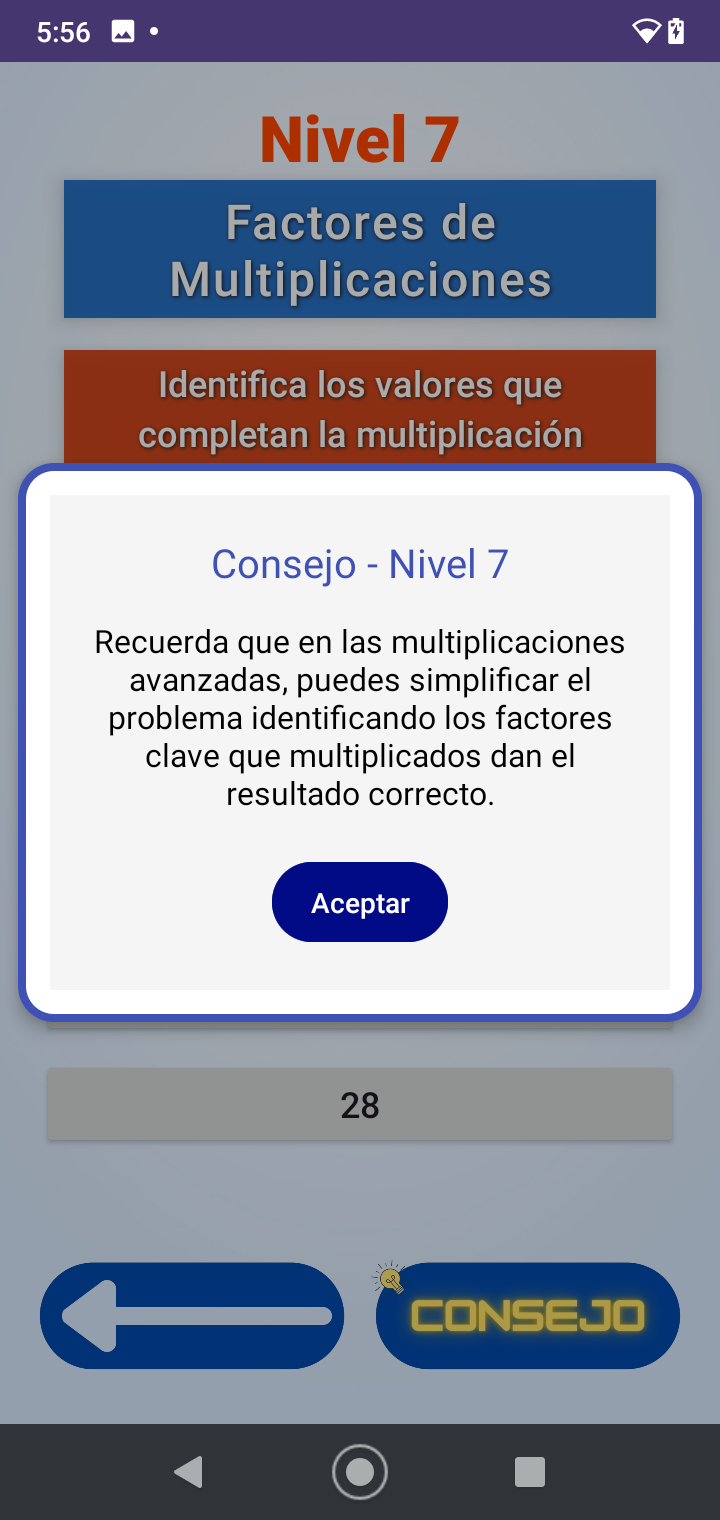 5:56
Nivel 7
Factores de
Multiplicaciones
Identifica los valores que
completan la multiplicación
Consejo - Nivel 7
Recuerda que en las multiplicaciones
avanzadas, puedes simplificar el
problema identificando los factores
clave que multiplicados dan el
resultado correcto.
Aceptar
28
CONSEJO